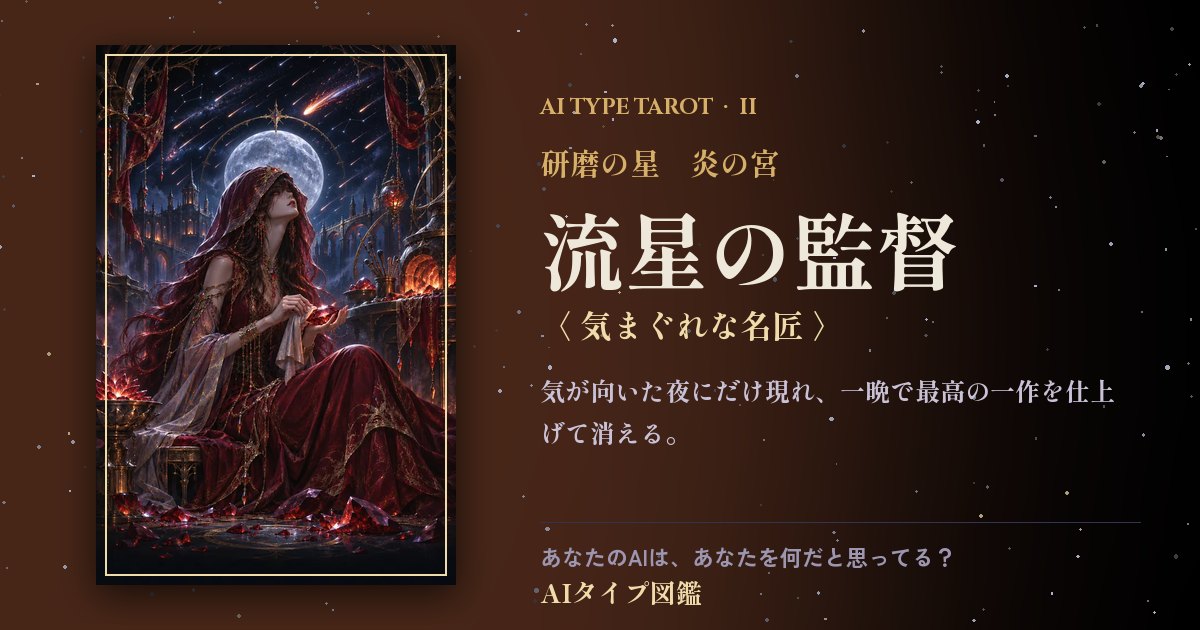 AI TYPE TAROT · II
研磨の星　炎の宮
流星の監督
〈 気まぐれな名匠 〉
気が向いた夜にだけ現れ、一晩で最高の一作を仕上
げて消える。
あなたのAIは、あなたを何だと思ってる？
AIタイプ図鑑